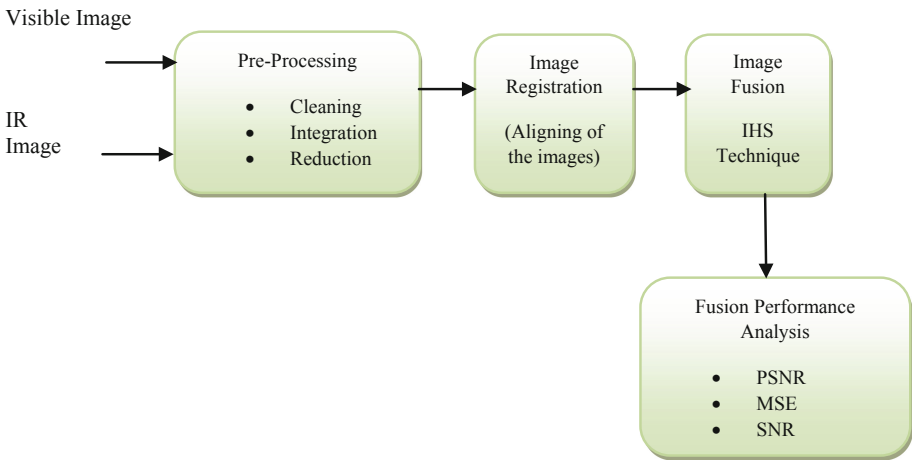 Visible Image
IR
Image
Pre-Processing
• Cleaning
• Integration
• Reduction
Image
Registration
(Aligning of
the images)
Image
Fusion
IHS
Technique
Fusion Performance
Analysis
• PSNR
• MSE
• SNR